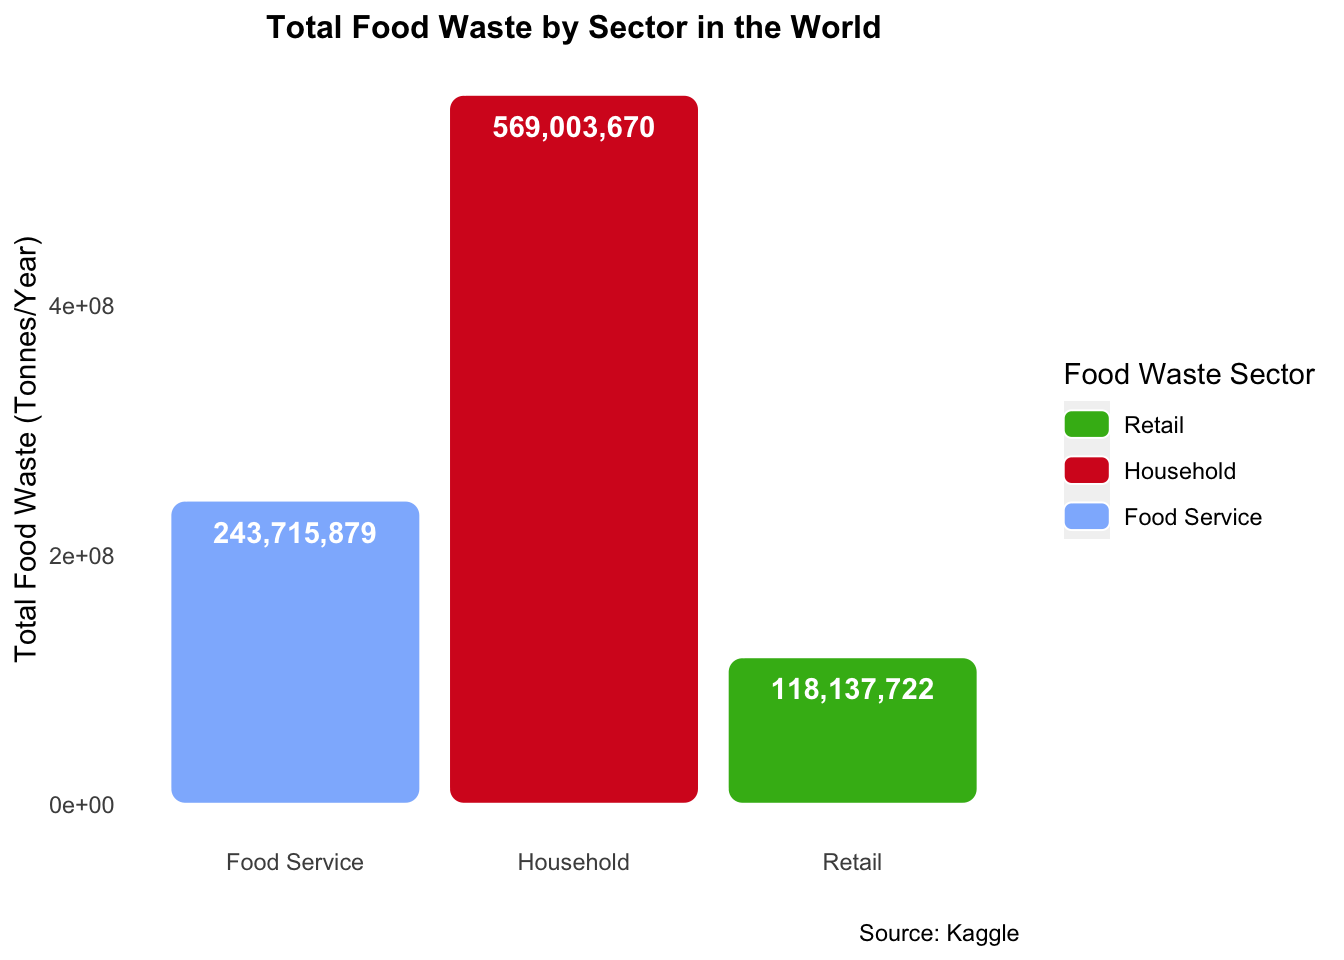 Total Food Waste by Sector in the World
Total Food Waste (Tonnes/Year)
4e+08
2e+08
0e+00
243,715,879
569,003,670
118,137,722
Food Service
Household
Retail
Food Waste Sector
Retail
Household
Food Service
Source: Kaggle